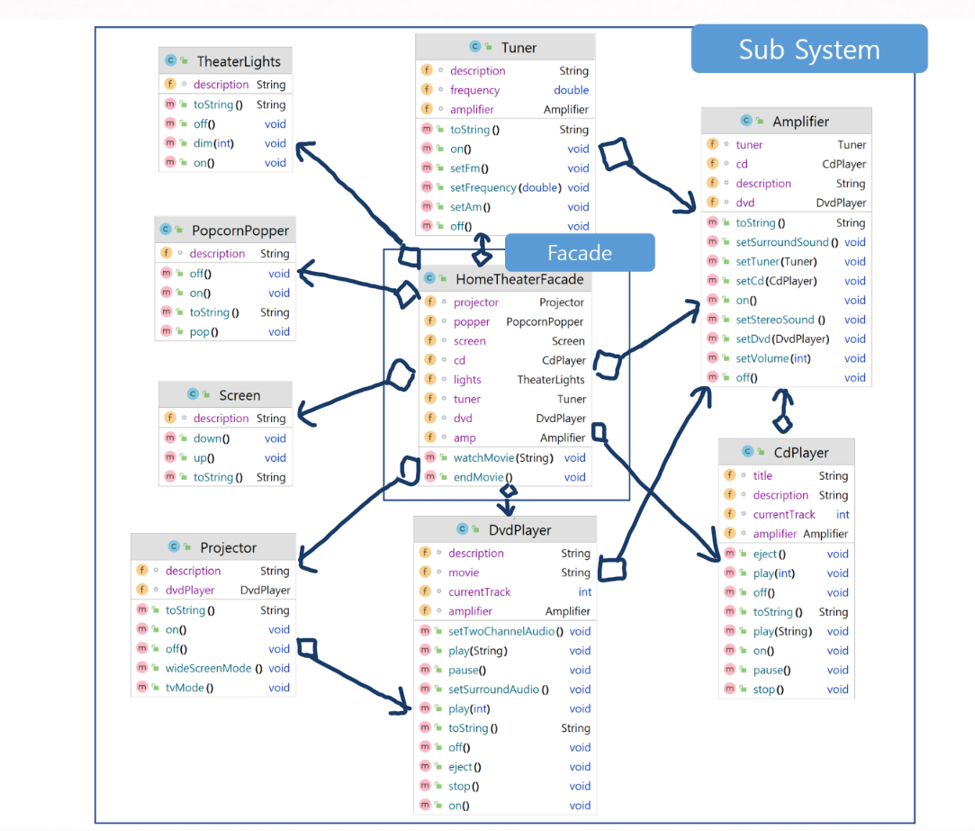 Sub System
TheaterLights
description String
toString() String
off() void
dim(int) void
on() void
Tuner
description String
frequency double
amplifier Amplifier
toString() String
on() void
setFm() void
setFrequency(double) void
setAm() void
off() void
Amplifier
tuner Tuner
cd CdPlayer
description String
dvd DvdPlayer
toString() String
setSurroundSound() void
setTuner(Tuner) void
setCd(CdPlayer) void
on() void
setStereoSound() void
setDvd(DvdPlayer) void
setVolume(int) void
off() void
PopcornPopper
description String
off() void
on() void
toString() String
pop() void
Facade
HomeTheaterFacade
projector Projector
popper PopcornPopper
screen Screen
cd CdPlayer
lights TheaterLights
tuner Tuner
dvd DvdPlayer
amp Amplifier
watchMovie(String) void
endMovie() void
Screen
description String
down() void
up() void
toString() String
CdPlayer
title String
description String
currentTrack int
amplifier Amplifier
eject() void
play(int) void
off() void
toString() String
play(String) void
on() void
pause() void
stop() void
Projector
description String
dvdPlayer DvdPlayer
toString() String
on() void
off() void
wideScreenMode() void
tvMode() void
DvdPlayer
description String
movie String
currentTrack int
amplifier Amplifier
setTwoChannelAudio() void
play(String) void
pause() void
setSurroundAudio() void
play(int) void
toString() String
off() void
eject() void
stop() void
on() void